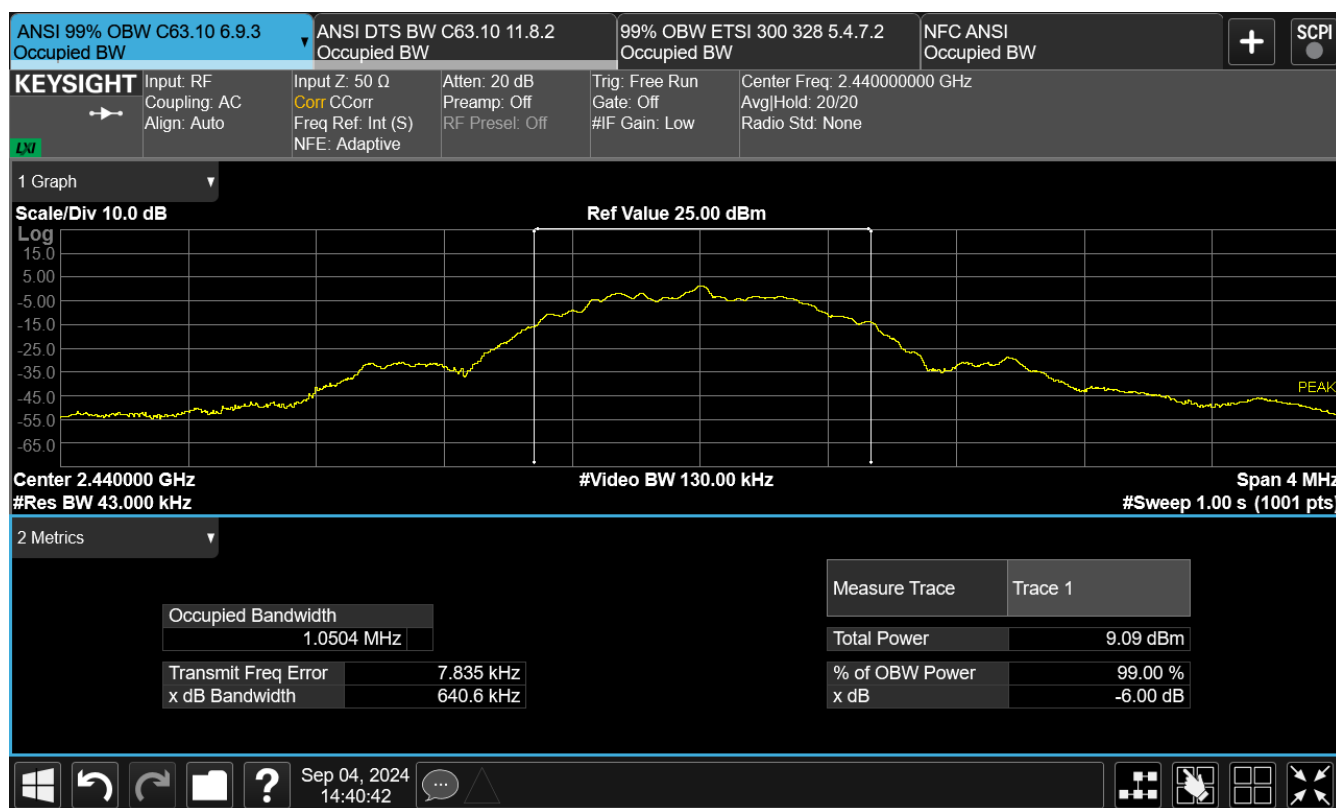 ANSI 99% OBW C63.10 6.9.3
Occupied BW
ANSI DTS BW C63.10 11.8.2
Occupied BW
99% OBW ETSI 300 328 5.4.7.2
Occupied BW
NFC ANSI
Occupied BW
SCPI
KEYSIGHT
LXI
Input: RF
Coupling: AC
Align: Auto
Input Z: 50 Ω
Corr CCorr
Freq Ref: Int (S)
NFE: Adaptive
Atten: 20 dB
Preamp: Off
RF Presel: Off
Trig: Free Run
Gate: Off
#IF Gain: Low
Center Freq: 2.440000000 GHz
Avg|Hold: 20/20
Radio Std: None
1 Graph
Scale/Div 10.0 dB
Ref Value 25.00 dBm
Log
15.0
5.00
-5.00
-15.0
-25.0
-35.0
-45.0
-55.0
-65.0
PEAK
Center 2.440000 GHz
#Video BW 130.00 kHz
Span 4 MHz
#Res BW 43.000 kHz
#Sweep 1.00 s (1001 pts)
2 Metrics
Occupied Bandwidth
1.0504 MHz
Transmit Freq Error 7.835 kHz
x dB Bandwidth 640.6 kHz
Measure Trace Trace 1
Total Power 9.09 dBm
% of OBW Power 99.00 %
x dB -6.00 dB
?
Sep 04, 2024
14:40:42